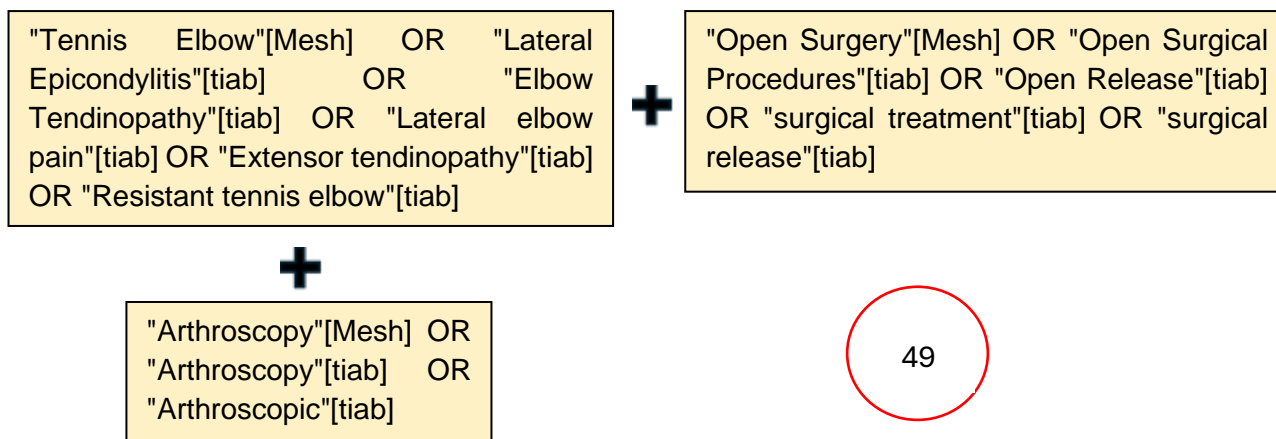 "Tennis Elbow"[Mesh] OR "Lateral
Epicondylitis"[tiab] OR "Elbow
Tendinopathy"[tiab] OR "Lateral elbow
pain"[tiab] OR "Extensor tendinopathy"[tiab]
OR "Resistant tennis elbow"[tiab]
"Open Surgery"[Mesh] OR "Open Surgical
Procedures"[tiab] OR "Open Release"[tiab]
OR "surgical treatment"[tiab] OR "surgical
release"[tiab]
"Arthroscopy"[Mesh] OR
"Arthroscopy"[tiab] OR
"Arthroscopic"[tiab]
49